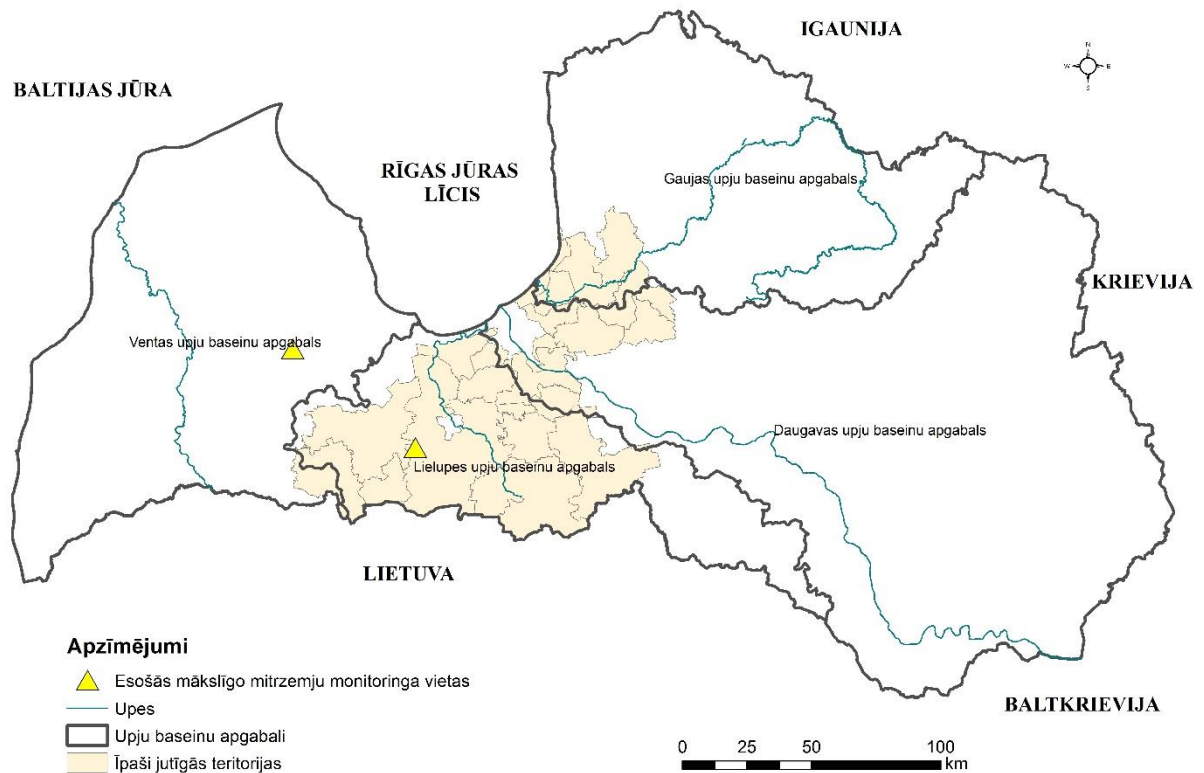 IGAUNIJA
N
W E
S
BALTIJAS JŪRA
RĪGAS JŪRAS
LĪCIS
Gaujas upju baseinu apgabals
KRIEVIJA
Ventas upju baseinu apgabals
Daugavas upju baseinu apgabals
Lielupes upju baseinu apgabals
LIETUVA
BALTKRIEVIJA
Apzīmējumi
Esošās mākslīgo mitrzemju monitoringa vietas
Upes
Upju baseinu apgabali
Īpaši jutīgās teritorijas
0 25 50 100
km